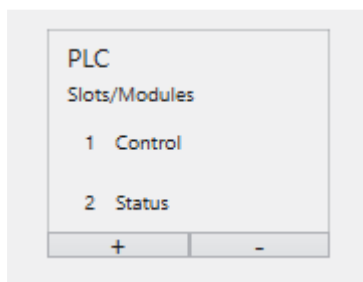 PLC
Slots/Modules
1 Control
2 Status
+ -